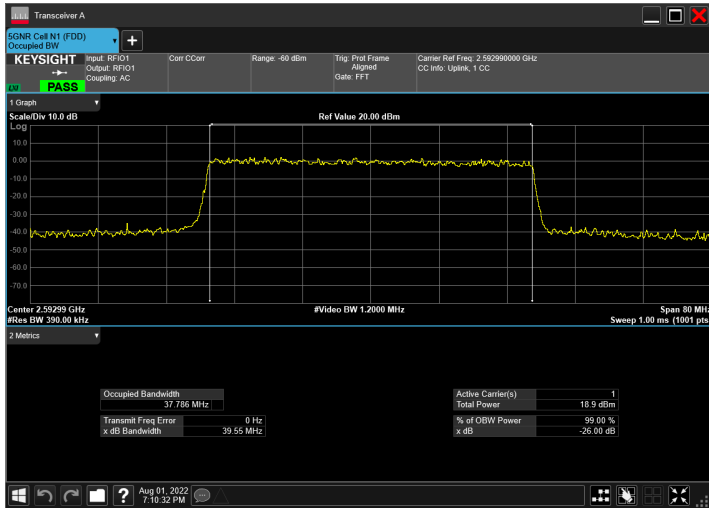 Transceiver A
5GNR Cell N1 (FDD)
Occupied BW
+
KEYSIGHT
LXI
PASS
Input: RFIO1
Output: RFIO1
Coupling: AC
Corr CCorr
Range: -60 dBm
Trig: Prot Frame
Aligned
Gate: FFT
Carrier Ref Freq: 2.592990000 GHz
CC Info: Uplink, 1 CC
1 Graph
Scale/Div 10.0 dB
Ref Value 20.00 dBm
Log
10.0
0.00
-10.0
-20.0
-30.0
-40.0
-50.0
-60.0
-70.0
Center 2.59299 GHz
#Video BW 1.2000 MHz
Span 80 MHz
#Res BW 390.00 kHz
Sweep 1.00 ms (1001 pts
2 Metrics
Occupied Bandwidth
37.786 MHz
Transmit Freq Error 0 Hz
x dB Bandwidth 39.55 MHz
Active Carrier(s) 1
Total Power 18.9 dBm
% of OBW Power 99.00 %
x dB -26.00 dB
?
Aug 01, 2022
7:10:32 PM